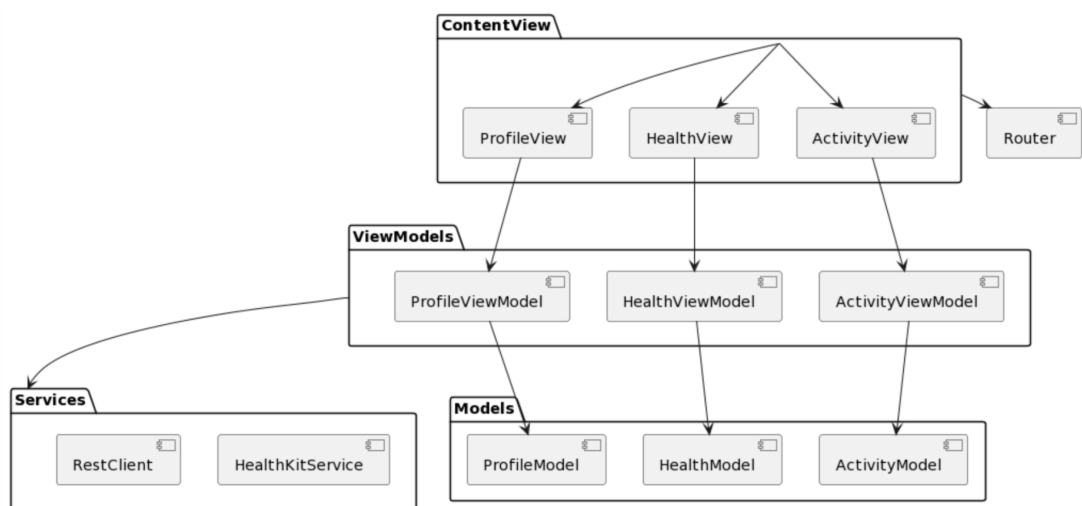 ContentView
ProfileView
HealthView
ActivityView
Router
ViewModels
ProfileViewModel
HealthViewModel
ActivityViewModel
Services
Models
RestClient
HealthKitService
ProfileModel
HealthModel
ActivityModel